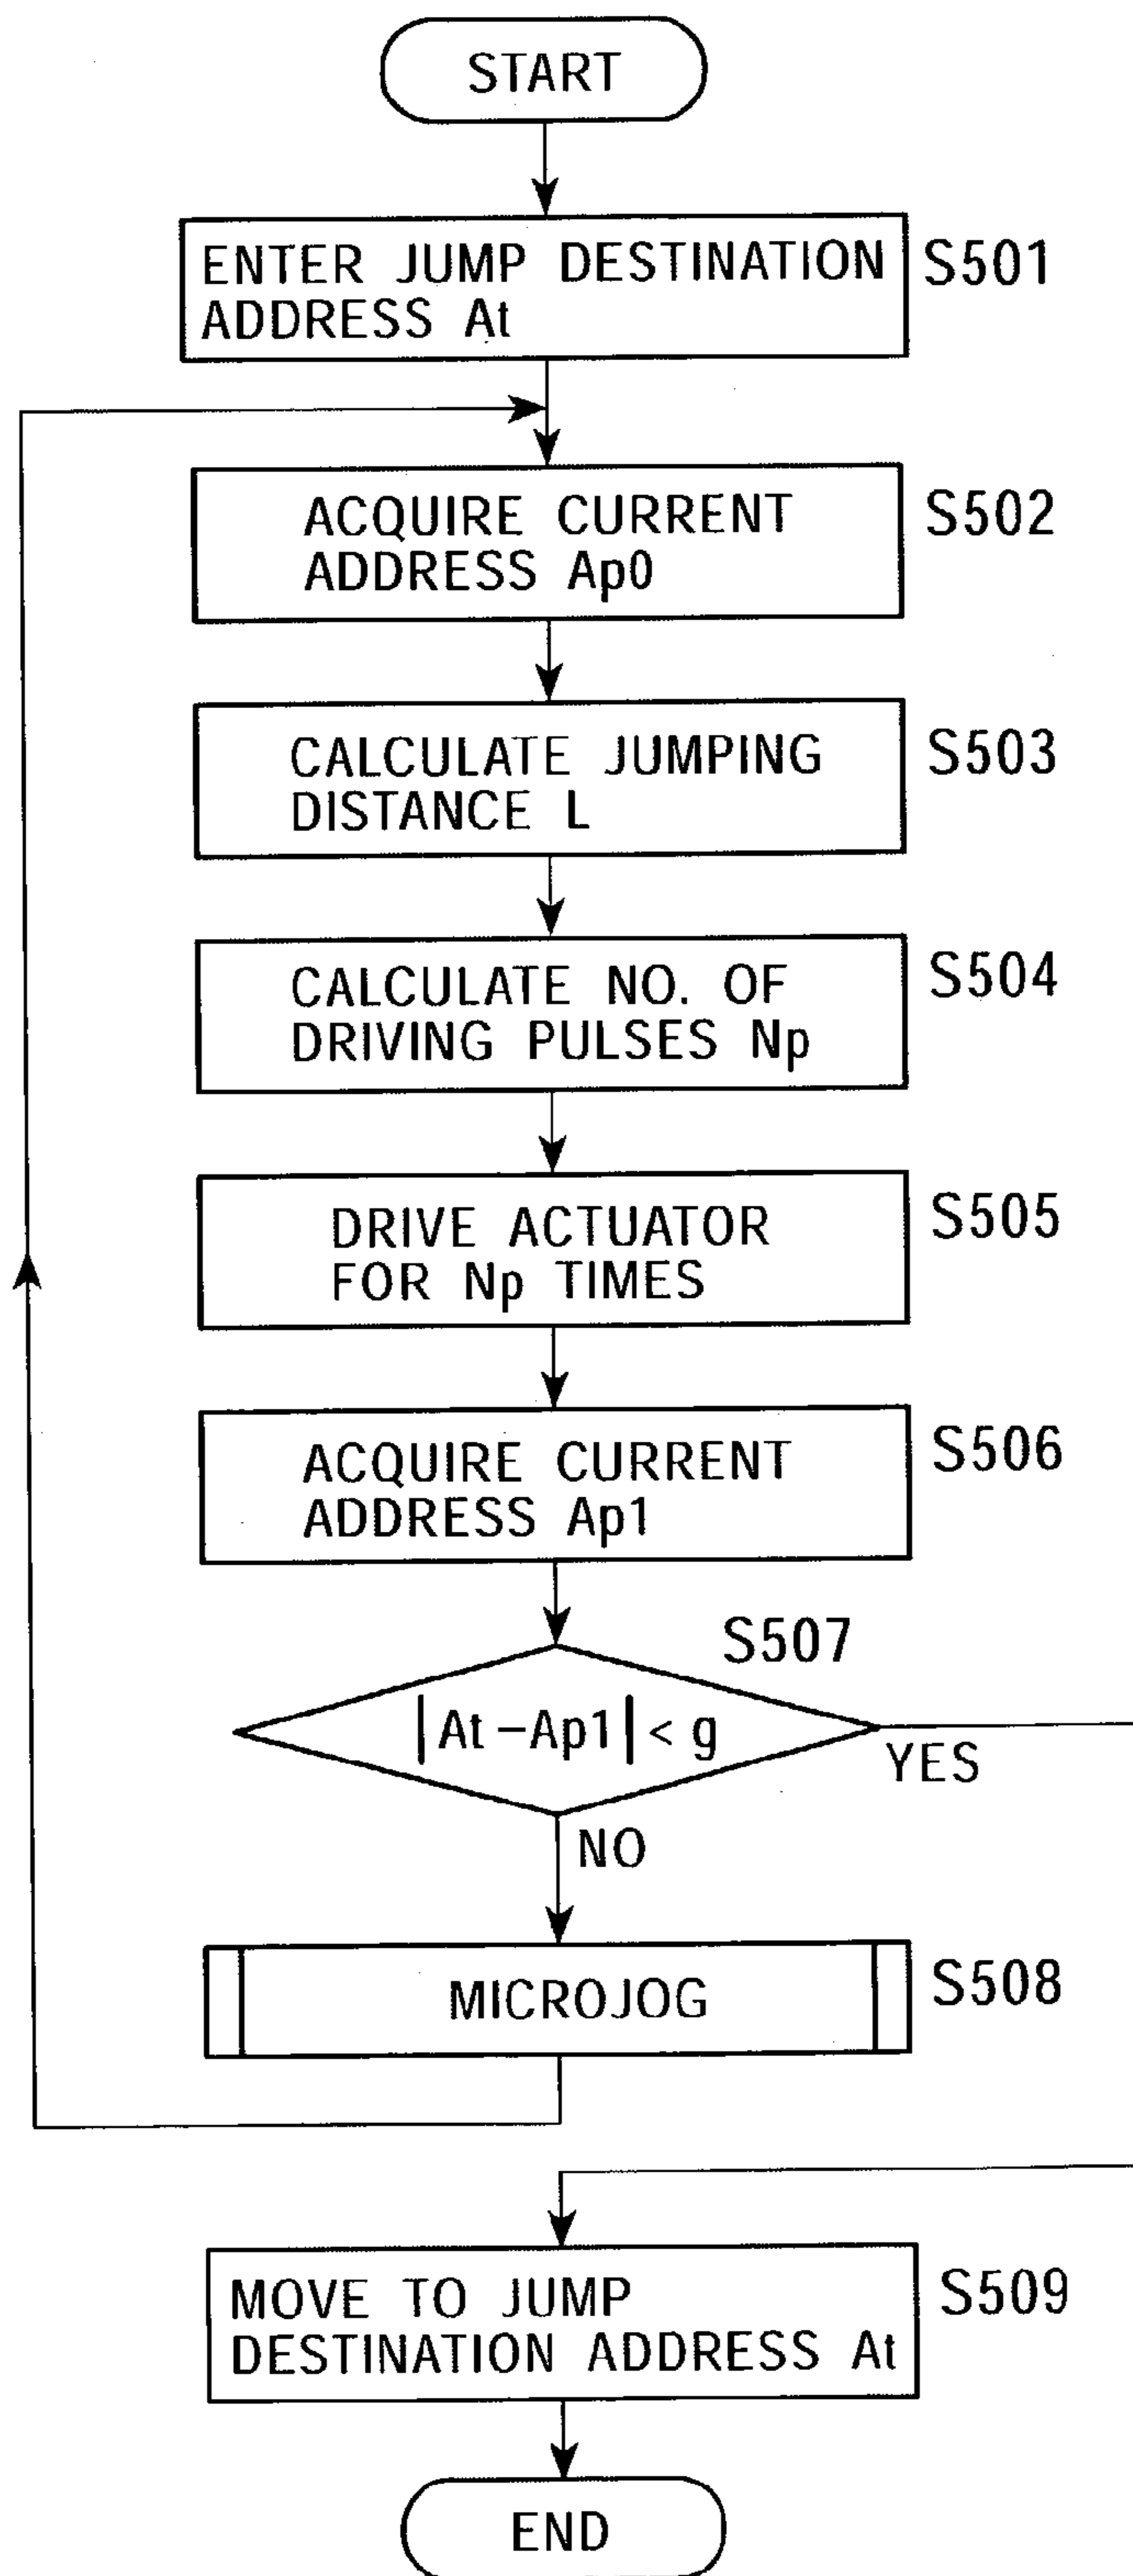 START
ENTER JUMP DESTINATION
ADDRESS At
S501
ACQUIRE CURRENT
ADDRESS Ap0
S502
CALCULATE JUMPING
DISTANCE L
S503
CALCULATE NO. OF
DRIVING PULSES Np
S504
DRIVE ACTUATOR
FOR Np TIMES
S505
ACQUIRE CURRENT
ADDRESS Ap1
S506
S507
|At-Ap1| < g
YES
NO
MICROJOG
S508
MOVE TO JUMP
DESTINATION ADDRESS At
S509
END